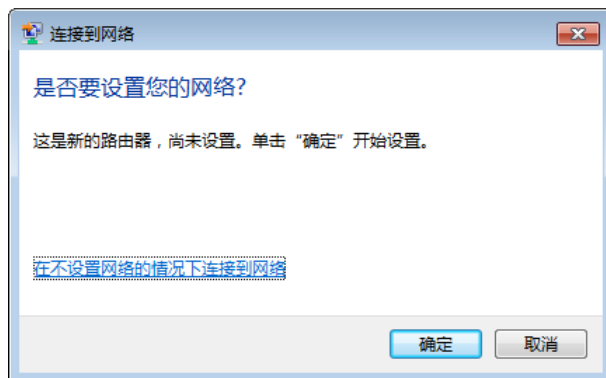 连接到网络
是否要设置您的网络?
这是新的路由器，尚未设置。单击“确定”开始设置。
在不设置网络的情况下连接到网络
确定
取消